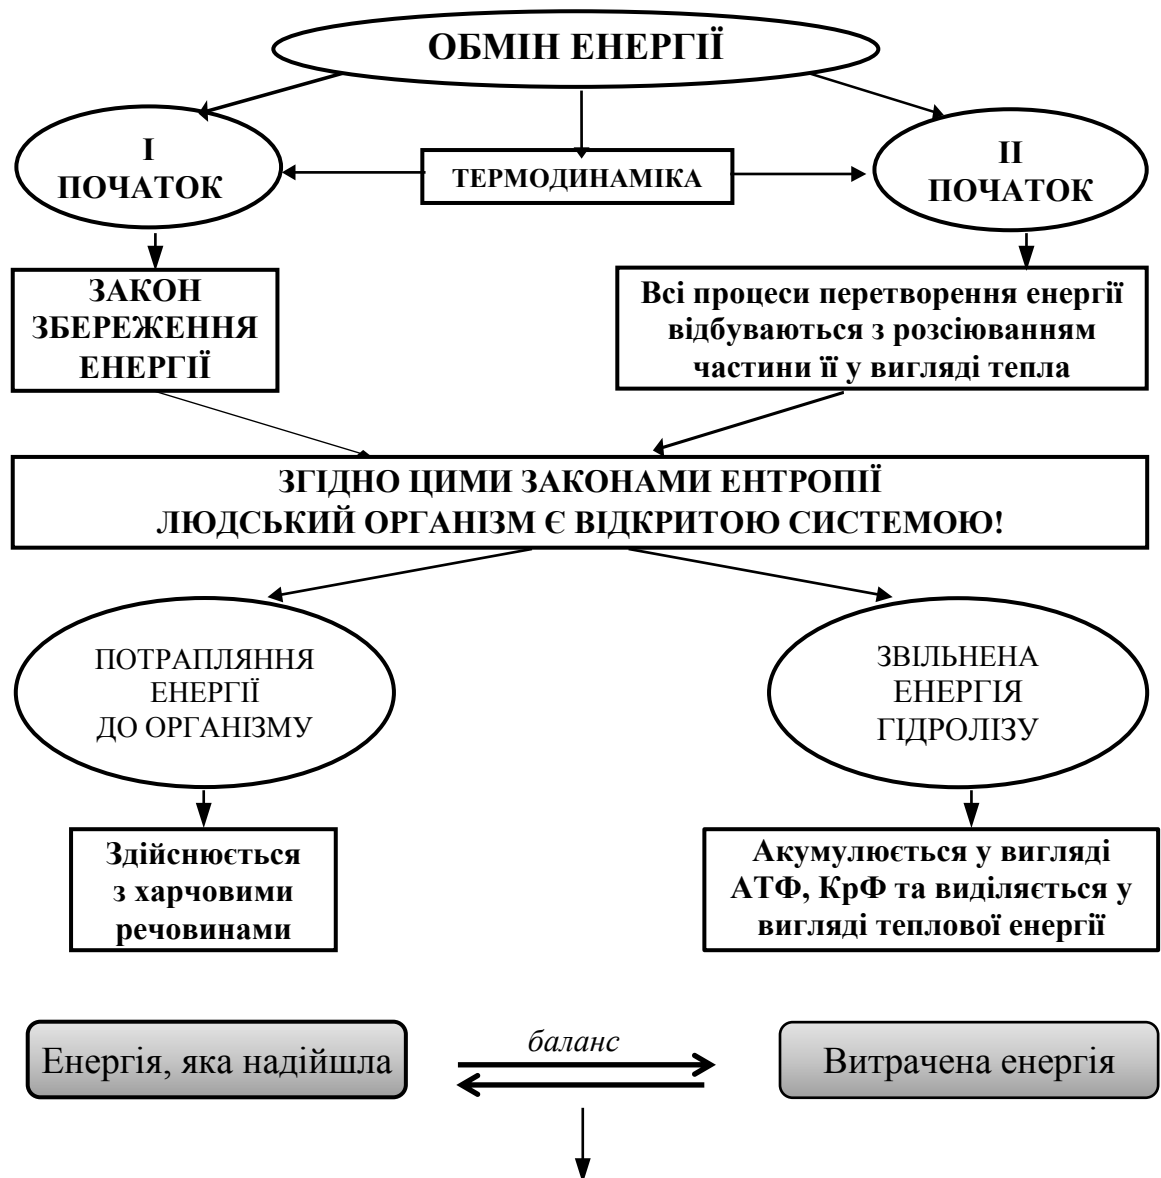 ОБМІН ЕНЕРГІЇ
І
ПОЧАТОК
ТЕРМОДИНАМІКА
ІІ
ПОЧАТОК
ЗАКОН
ЗБЕРЕЖЕННЯ
ЕНЕРГІЇ
Всі процеси перетворення енергії
відбуваються з розсіюванням
частини її у вигляді тепла
ЗГІДНО ЦИМИ ЗАКОНАМИ ЕНТРОПІЇ
ЛЮДСЬКИЙ ОРГАНІЗМ Є ВІДКРИТОЮ СИСТЕМОЮ!
ПОТРАПЛЯННЯ
ЕНЕРГІЇ
ДО ОРГАНІЗМУ
ЗВІЛЬНЕНА
ЕНЕРГІЯ
ГІДРОЛІЗУ
Здійснюється
з харчовими
речовинами
Акумулюється у вигляді
АТФ, КрФ та виділяється у
вигляді теплової енергії
Енергія, яка надійшла
баланс
Витрачена енергія